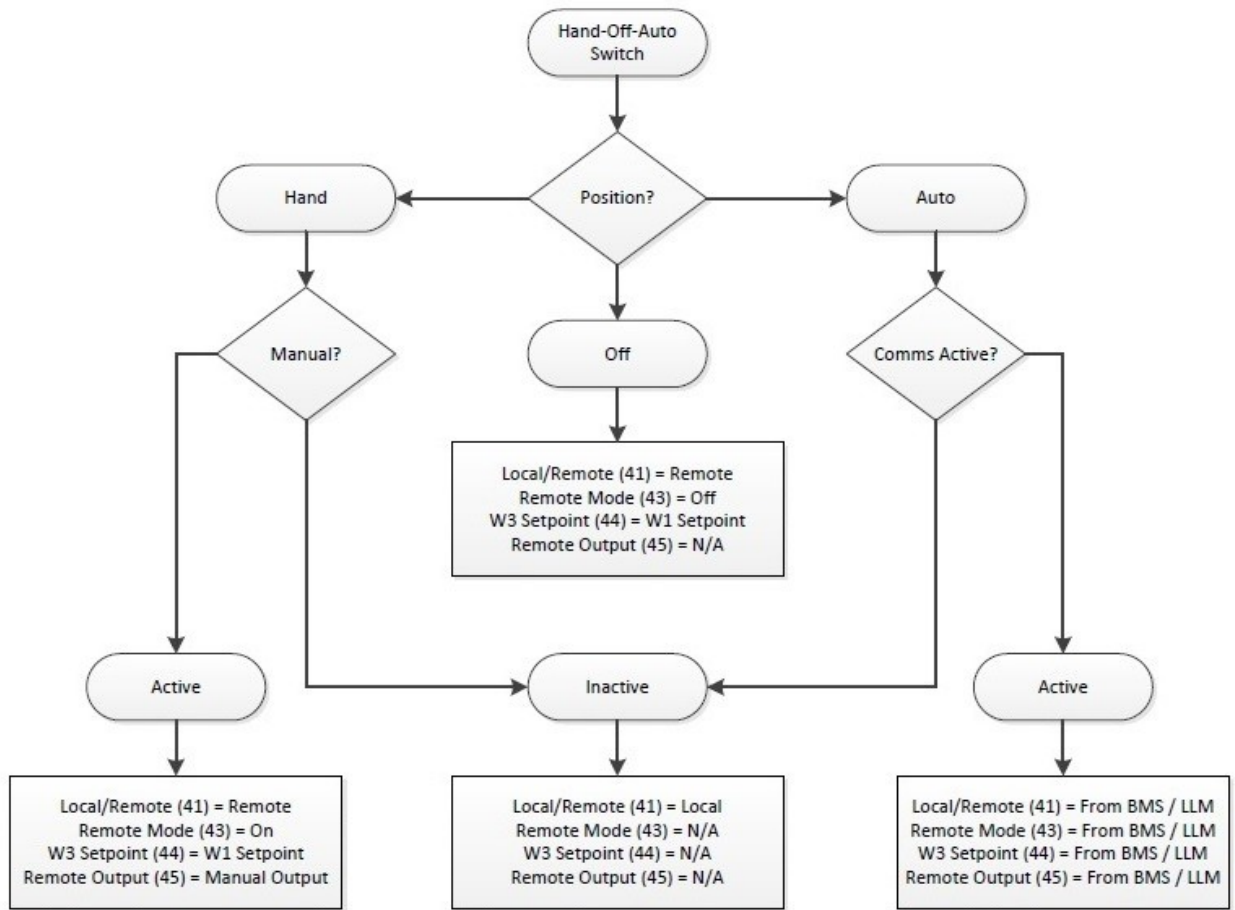 Hand-Off-Auto
Switch
Hand
Position?
Auto
Manual?
Off
Comms Active?
Local/Remote (41) = Remote
Remote Mode (43) = Off
W3 Setpoint (44) = W1 Setpoint
Remote Output (45) = N/A
Active
Inactive
Active
Local/Remote (41) = Remote
Remote Mode (43) = On
W3 Setpoint (44) = W1 Setpoint
Remote Output (45) = Manual Output
Local/Remote (41) = Local
Remote Mode (43) = N/A
W3 Setpoint (44) = N/A
Remote Output (45) = N/A
Local/Remote (41) = From BMS / LLM
Remote Mode (43) = From BMS / LLM
W3 Setpoint (44) = From BMS / LLM
Remote Output (45) = From BMS / LLM